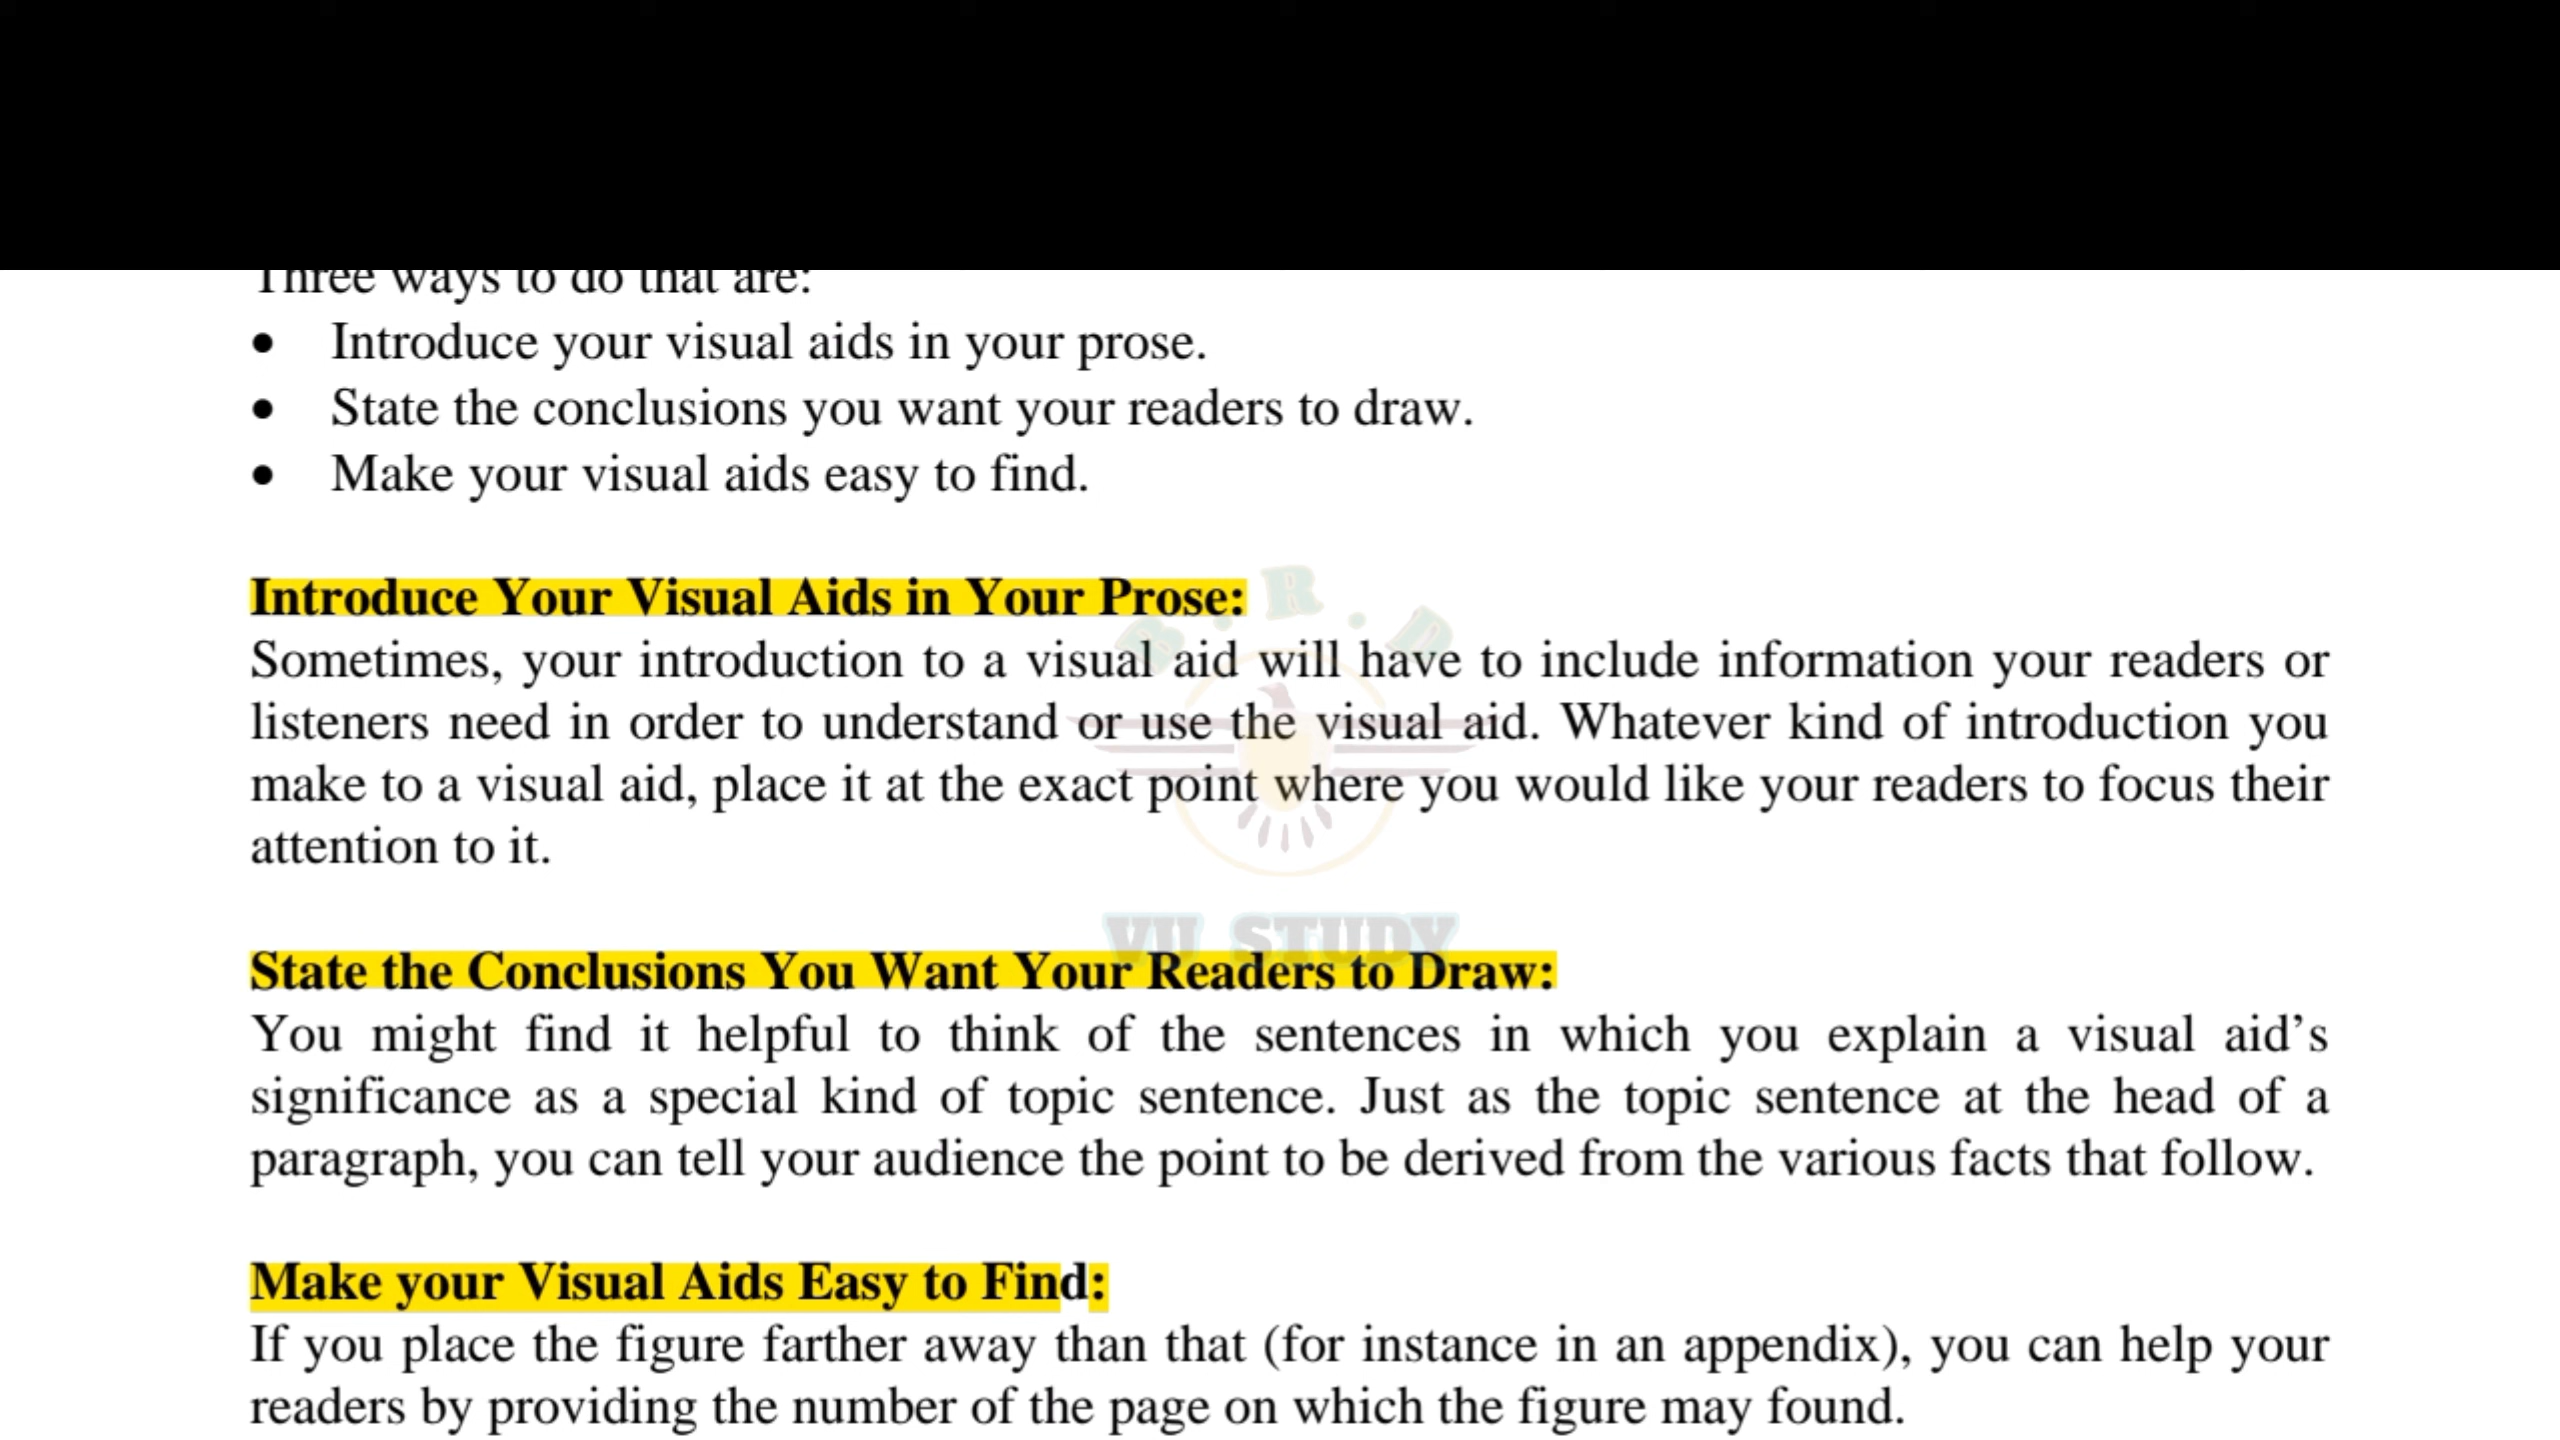 Three ways to do that are:
• Introduce your visual aids in your prose.
• State the conclusions you want your readers to draw.
• Make your visual aids easy to find.
Introduce Your Visual Aids in Your Prose:
Sometimes, your introduction to a visual aid will have to include information your readers or
listeners need in order to understand or use the visual aid. Whatever kind of introduction you
make to a visual aid, place it at the exact point where you would like your readers to focus their
attention to it.
B.R.D
VU STUDY
State the Conclusions You Want Your Readers to Draw:
You might find it helpful to think of the sentences in which you explain a visual aid’s
significance as a special kind of topic sentence. Just as the topic sentence at the head of a
paragraph, you can tell your audience the point to be derived from the various facts that follow.
Make your Visual Aids Easy to Find:
If you place the figure farther away than that (for instance in an appendix), you can help your
readers by providing the number of the page on which the figure may found.